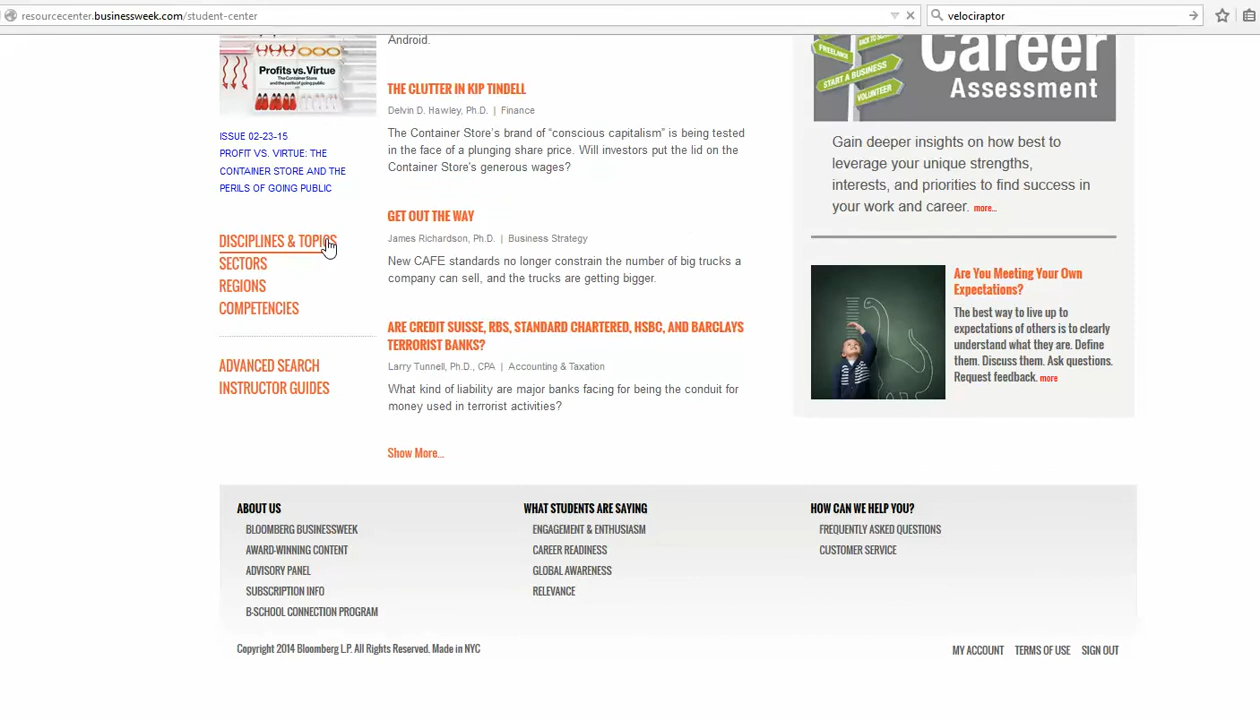 resourcecenter.businessweek.com/student-center
velociraptor
Profits vs. Virtue
ISSUE 02-23-15
PROFIT VS. VIRTUE: THE
CONTAINER STORE AND THE
PERILS OF GOING PUBLIC
DISCIPLINES & TOPICS
SECTORS
REGIONS
COMPETENCIES
ADVANCED SEARCH
INSTRUCTOR GUIDES
Android.
THE CLUTTER IN KIP TINDELL
Delvin D. Hawley, Ph.D. | Finance
The Container Store's brand of “conscious capitalism” is being tested
in the face of a plunging share price. Will investors put the lid on the
Container Store's generous wages?
GET OUT THE WAY
James Richardson, Ph.D. | Business Strategy
New CAFE standards no longer constrain the number of big trucks a
company can sell, and the trucks are getting bigger.
ARE CREDIT SUISSE, RBS, STANDARD CHARTERED, HSBC, AND BARCLAYS
TERRORIST BANKS?
Larry Tunnell, Ph.D., CPA | Accounting & Taxation
What kind of liability are major banks facing for being the conduit for
money used in terrorist activities?
Show More...
FREELANCE
START A BUSINESS
VOLUNTEER
Career
Assessment
Gain deeper insights on how best to
leverage your unique strengths,
interests, and priorities to find success in
your work and career. more...
Are You Meeting Your Own
Expectations?
The best way to live up to
expectations of others is to clearly
understand what they are. Define
them. Discuss them. Ask questions.
Request feedback. more
ABOUT US
BLOOMBERG BUSINESSWEEK
AWARD-WINNING CONTENT
ADVISORY PANEL
SUBSCRIPTION INFO
B-SCHOOL CONNECTION PROGRAM
WHAT STUDENTS ARE SAYING
ENGAGEMENT & ENTHUSIASM
CAREER READINESS
GLOBAL AWARENESS
RELEVANCE
HOW CAN WE HELP YOU?
FREQUENTLY ASKED QUESTIONS
CUSTOMER SERVICE
Copyright 2014 Bloomberg L.P. All Rights Reserved. Made in NYC
MY ACCOUNT
TERMS OF USE
SIGN OUT